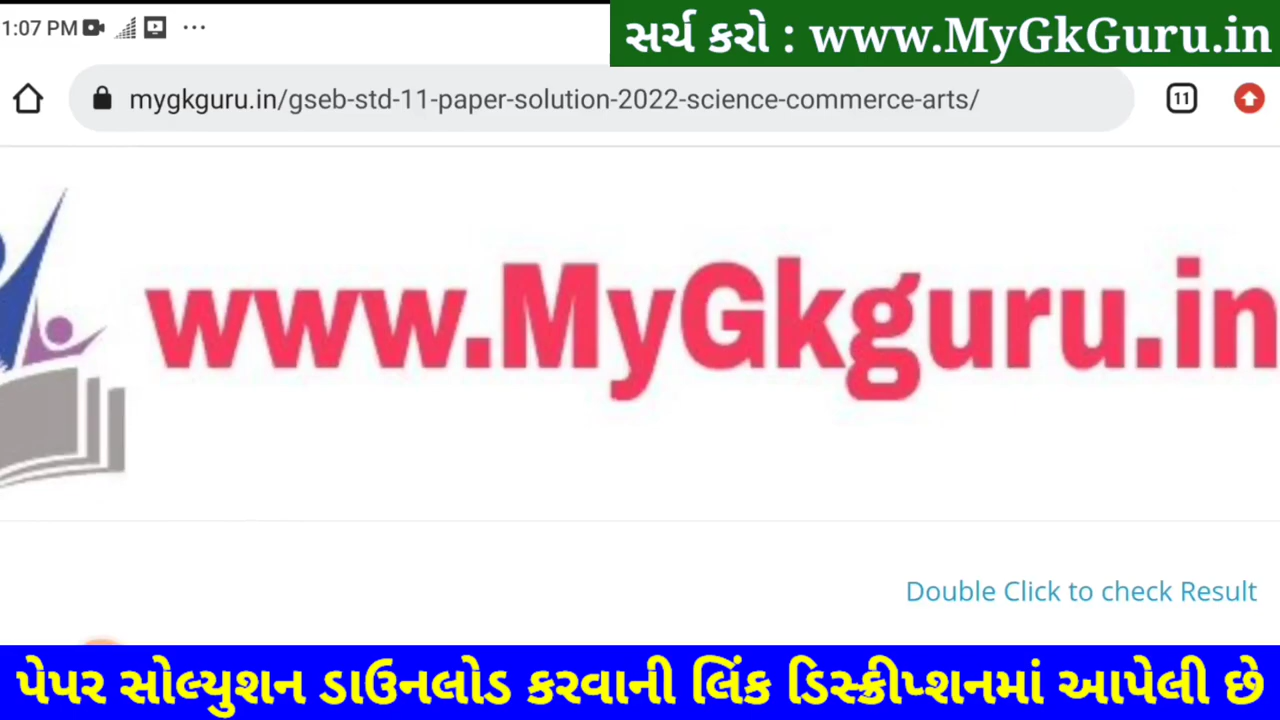 1:07 PM ...
સર્ચ કરો : www.MyGkGuru.in
mygkguru.in/gseb-std-11-paper-solution-2022-science-commerce-arts/
11
www.MyGkguru.in
Double Click to check Result
પેપર સોલ્યુશન ડાઉનલોડ કરવાની લિંક ડિસ્ક્રીપ્શનમાં આપેલી છે